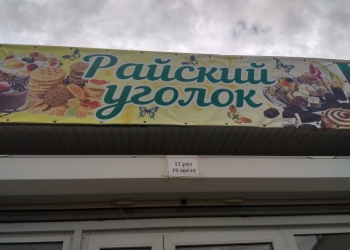 Райский
уголок
12 ряд
19 место